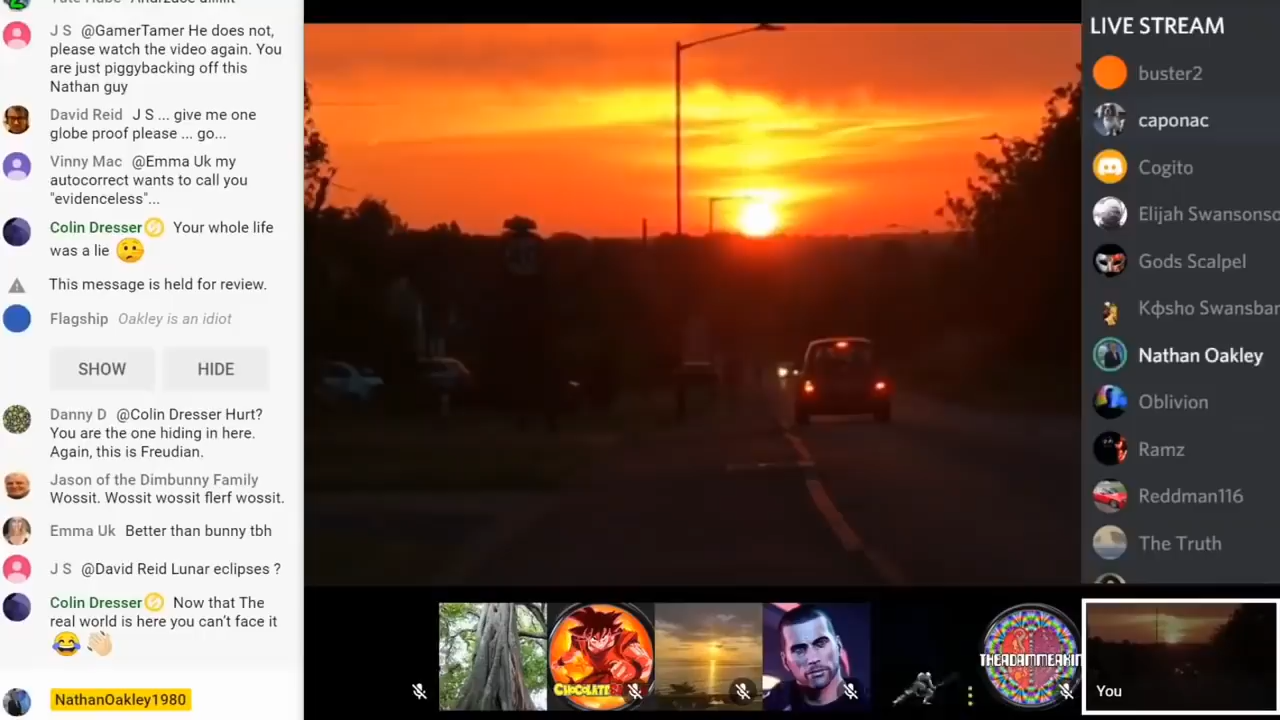 J S @GamerTamer He does not,
please watch the video again. You
are just piggybacking off this
Nathan guy
David Reid J S ... give me one
globe proof please ... go...
Vinny Mac @Emma Uk my
autocorrect wants to call you
"evidenceless"...
Colin Dresser Your whole life
was a lie
This message is held for review.
Flagship Oakley is an idiot
SHOW HIDE
Danny D @Colin Dresser Hurt?
You are the one hiding in here.
Again, this is Freudian.
Jason of the Dimbunny Family
Wossit. Wossit wossit flerf wossit.
Emma Uk Better than bunny tbh
J S @David Reid Lunar eclipses ?
Colin Dresser Now that The
real world is here you can't face it
NathanOakley1980
CHOCOLATE
THEADAMMEAKIN
You
LIVE STREAM
buster2
caponac
Cogito
Elijah Swansonso
Gods Scalpel
Kфsho Swansbar
Nathan Oakley
Oblivion
Ramz
Reddman116
The Truth